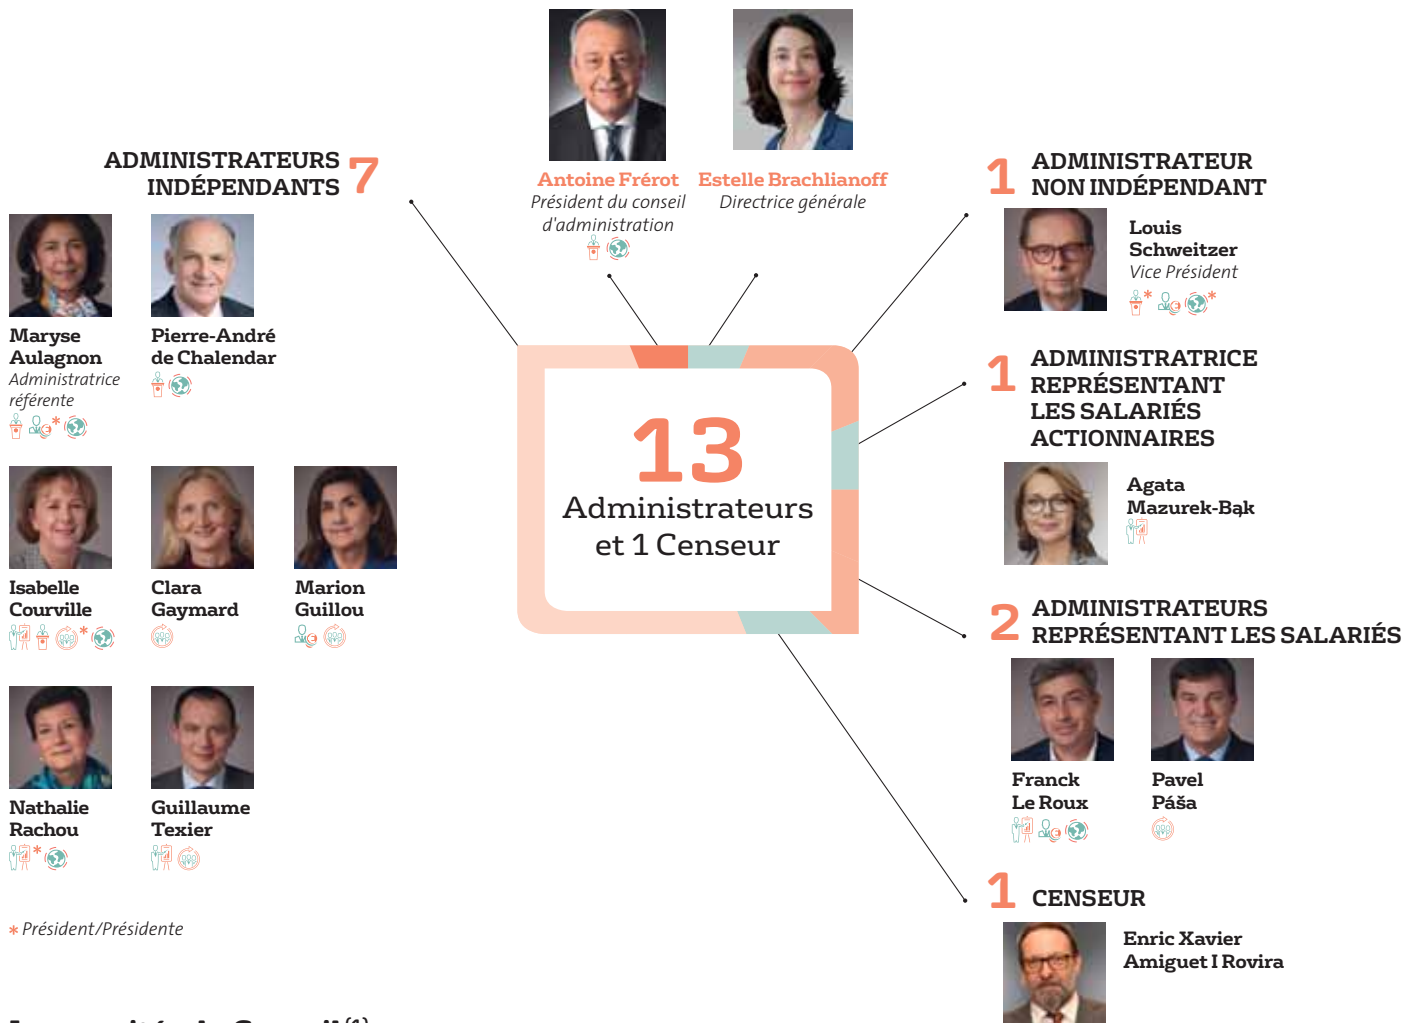 Antoine Frérot
Président du conseil
d'administration
Estelle Brachlianoff
Directrice générale
ADMINISTRATEURS
INDÉPENDANTS 7
Maryse
Aulagnon
Administratrice
référente
*
Pierre-André
de Chalendar
Isabelle
Courville
*
Clara
Gaymard
Marion
Guillou
Nathalie
Rachou
*
Guillaume
Texier
* Président/Présidente
13
Administrateurs
et 1 Censeur
1 ADMINISTRATEUR
NON INDÉPENDANT
Louis
Schweitzer
Vice Président
* *
1 ADMINISTRATRICE
REPRÉSENTANT
LES SALARIÉS
ACTIONNAIRES
Agata
Mazurek-Bąk
2 ADMINISTRATEURS
REPRÉSENTANT LES SALARIÉS
Franck
Le Roux
Pavel
Páša
1 CENSEUR
Enric Xavier
Amiguet I Rovira